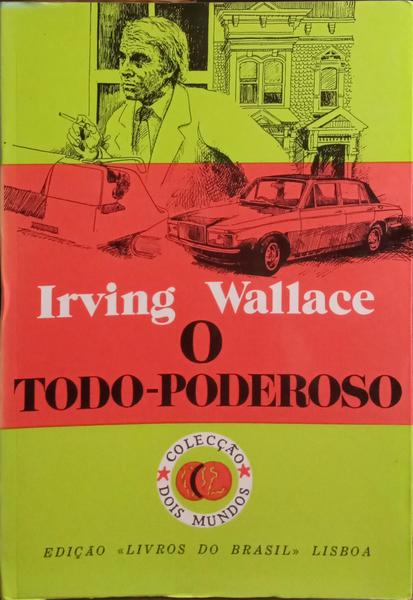 Irving Wallace
O
TODO-PODEROSO
COLECÇÃO
DOIS MUNDOS
EDIÇÃO «LIVROS DO BRASIL» LISBOA